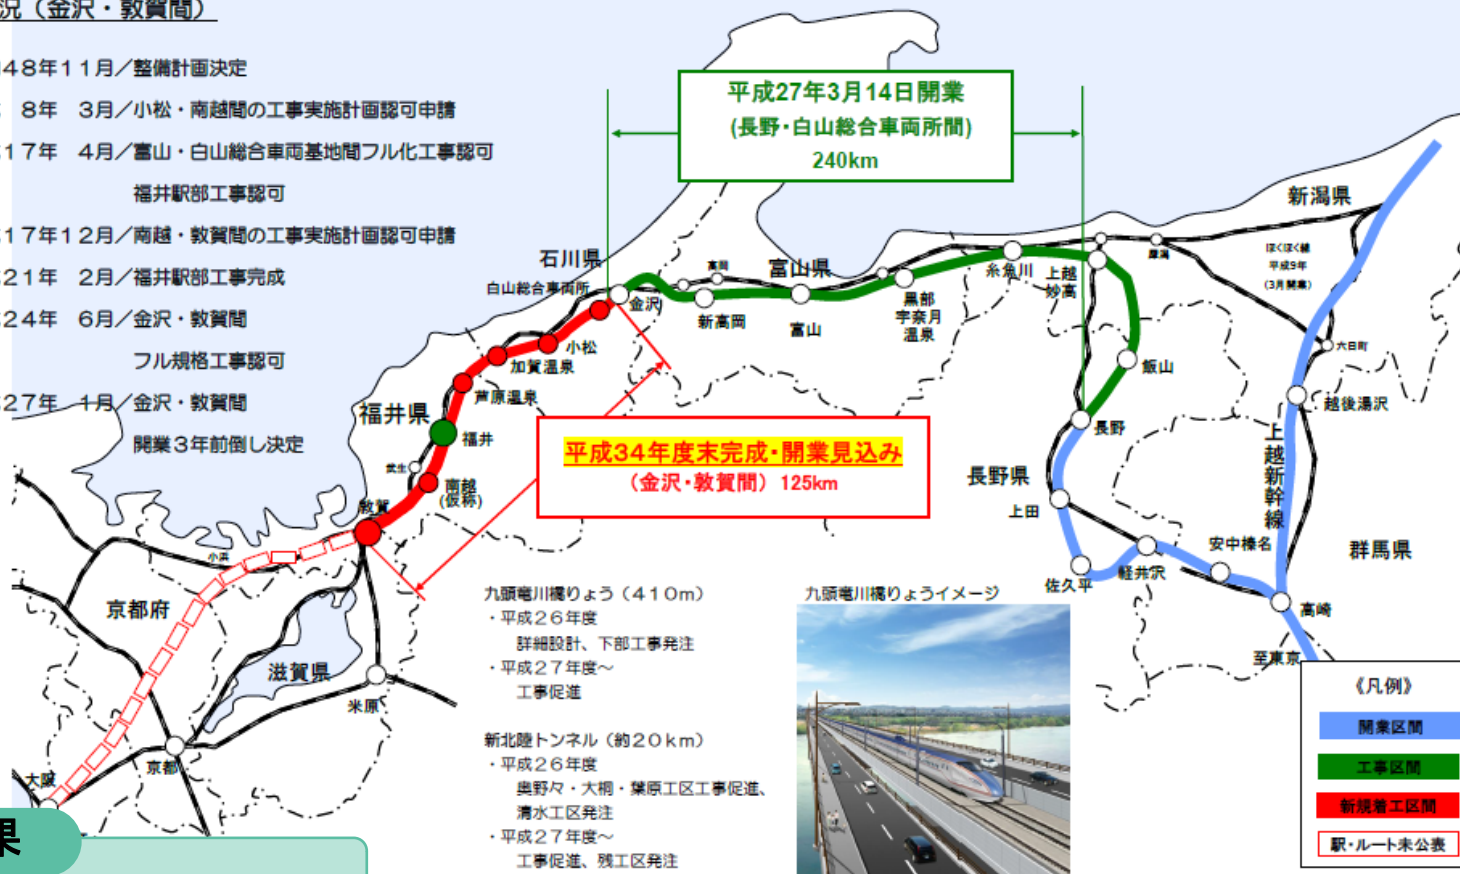 況（金沢・敦賀間）
48年11月／整備計画決定
8年　3月／小松・南越間の工事実施計画認可申請
17年　4月／富山・白山総合車両基地間フル化工事認可
福井駅部工事認可
17年12月／南越・敦賀間の工事実施計画認可申請
21年　2月／福井駅部工事完成
24年　6月／金沢・敦賀間
フル規格工事認可
27年　1月／金沢・敦賀間
開業3年前倒し決定
平成27年3月14日開業
(長野・白山総合車両所間)
240km
新潟県
ほくほく線
平成9年
(3月開業)
石川県
白山総合車両所
金沢
高岡
新高岡
富山県
富山
黒部
宇奈月
温泉
糸魚川
上越
妙高
飯山
六日町
越後湯沢
上越新幹線
長野
長野県
上田
佐久平
軽井沢
安中榛名
群馬県
高崎
至東京
小松
加賀温泉
芦原温泉
福井県
福井
武生
南越
(仮称)
敦賀
平成34年度末完成・開業見込み
（金沢・敦賀間）125km
小浜
京都府
滋賀県
米原
京都
大阪
九頭竜川橋りょう（410m）
・平成26年度
詳細設計、下部工事発注
・平成27年度～
工事促進
新北陸トンネル（約20km）
・平成26年度
奥野々・大桐・葉原工区工事促進、
清水工区発注
・平成27年度～
工事促進、残工区発注
九頭竜川橋りょうイメージ
《凡例》
開業区間
工事区間
新規着工区間
駅・ルート未公表
果